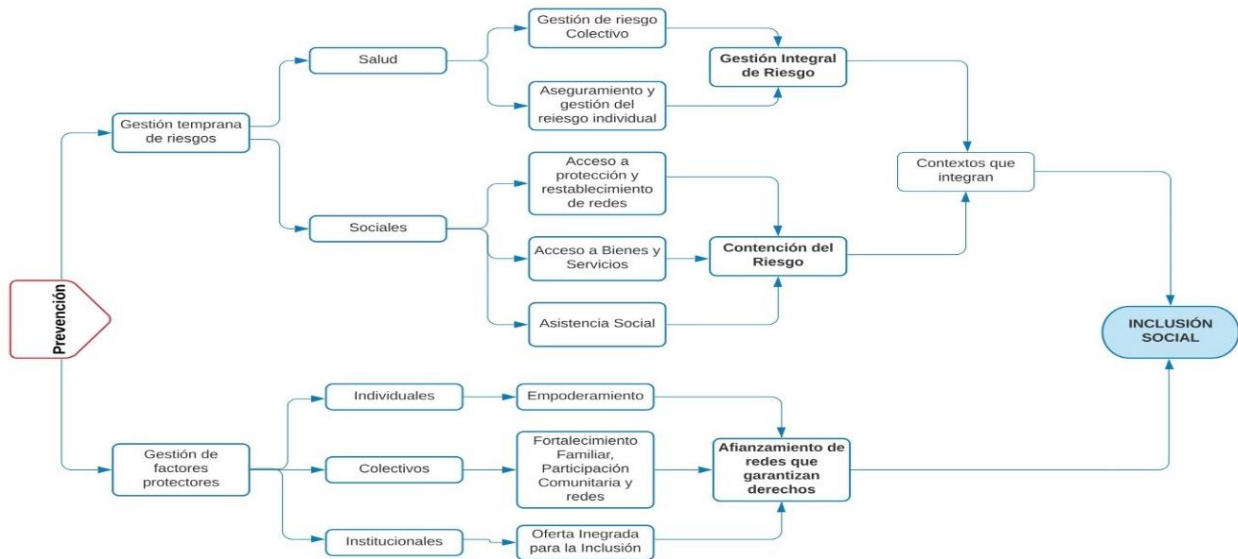 Prevención
Gestión temprana
de riesgos
Salud
Gestión de riesgo
Colectivo
Aseguramiento y
gestión del
reiesgo individual
Gestión Integral
de Riesgo
Sociales
Acceso a
protección y
restablecimiento
de redes
Acceso a Bienes y
Servicios
Asistencia Social
Contención del
Riesgo
Contextos que
integran
Gestión de
factores
protectores
Individuales
Empoderamiento
Colectivos
Fortalecimiento
Familiar,
Participación
Comunitaria y
redes
Institucionales
Oferta Inegrada
para la Inclusión
Afianzamiento de
redes que
garantizan
derechos
INCLUSIÓN
SOCIAL